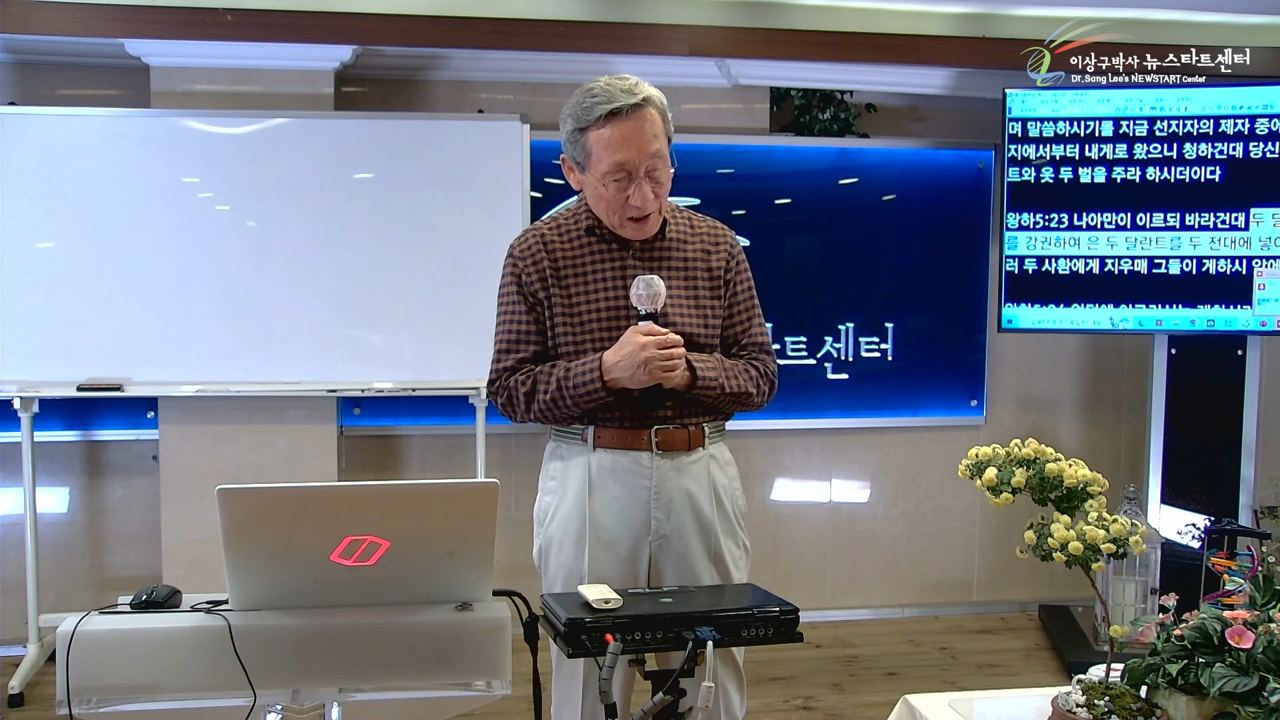 이상구박사 뉴스타트센터
Dr. Sang Lee's NEWSTART Center
며 말씀하시기를 지금 선지자의 제자 중에
지에서부터 내게로 왔으니 청하건대 당신
트와 옷 두 벌을 주라 하시더이다
왕하5:23 나아만이 이르되 바라건대 두 달
를 강권하여 은 두 달란트를 두 전대에 넣어
러 두 사환에게 지우매 그들이 게하시 앞에
타트센터